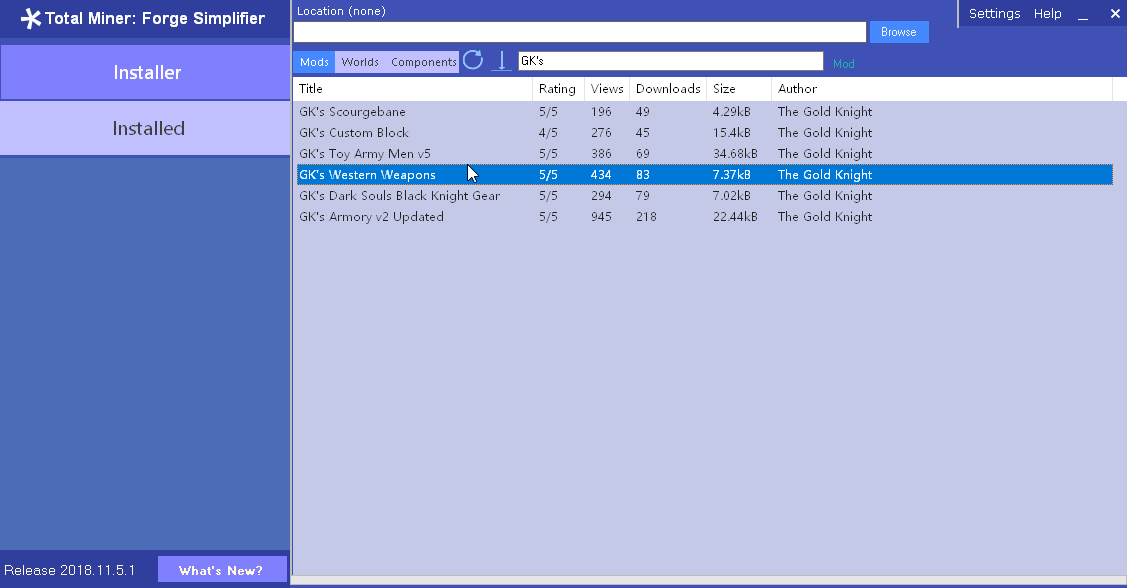 Total Miner: Forge Simplifier
Location (none)
Settings Help
Browse
Installer
Installed
Mods Worlds Components GK's Mod
Title Rating Views Downloads Size Author
GK's Scourgebane 5/5 196 49 4.29kB The Gold Knight
GK's Custom Block 4/5 276 45 15.4kB The Gold Knight
GK's Toy Army Men v5 5/5 386 69 34.68kB The Gold Knight
GK's Western Weapons 5/5 434 83 7.37kB The Gold Knight
GK's Dark Souls Black Knight Gear 5/5 294 79 7.02kB The Gold Knight
GK's Armory v2 Updated 5/5 945 218 22.44kB The Gold Knight
Release 2018.11.5.1 What's New?